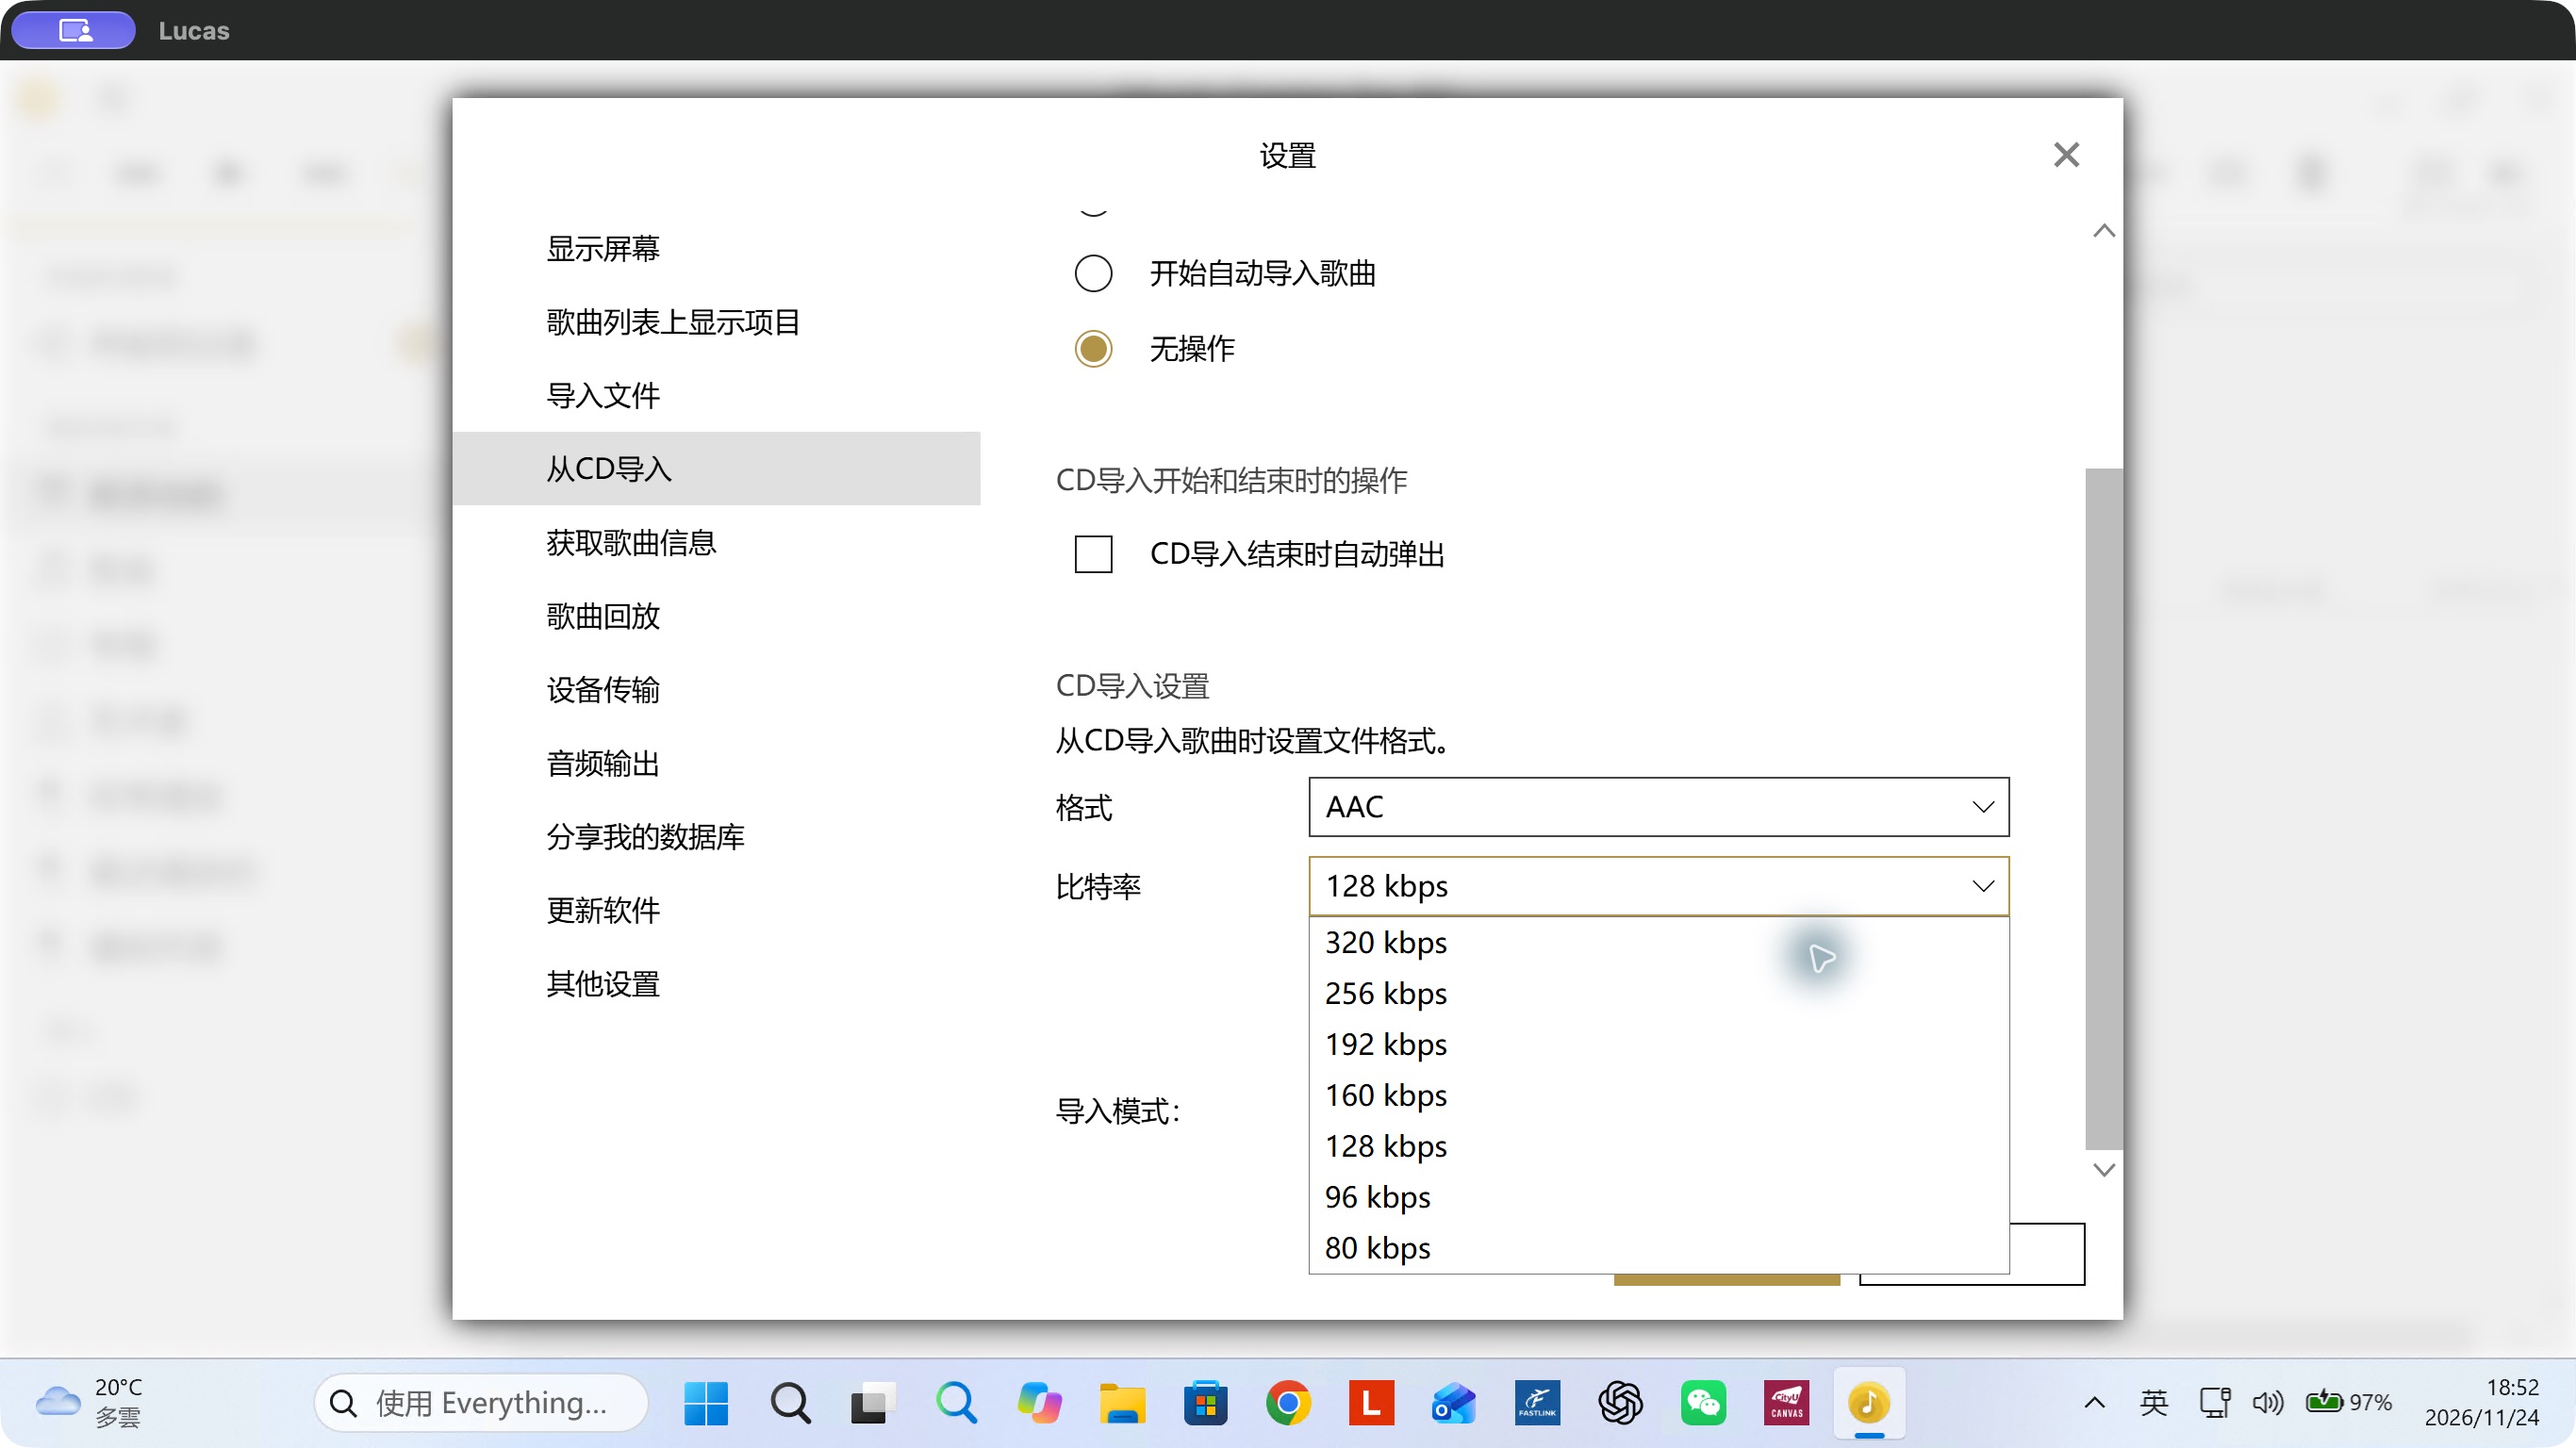 Lucas
设置
显示屏幕
歌曲列表上显示项目
导入文件
从CD导入
获取歌曲信息
歌曲回放
设备传输
音频输出
分享我的数据库
更新软件
其他设置
开始自动导入歌曲
无操作
CD导入开始和结束时的操作
CD导入结束时自动弹出
CD导入设置
从CD导入歌曲时设置文件格式。
格式
AAC
比特率
128 kbps
320 kbps
256 kbps
192 kbps
160 kbps
128 kbps
96 kbps
80 kbps
导入模式：
20°C
多雲
使用 Everything...
L
FASTLINK
CityU
CANVAS
英
97%
18:52
2026/11/24